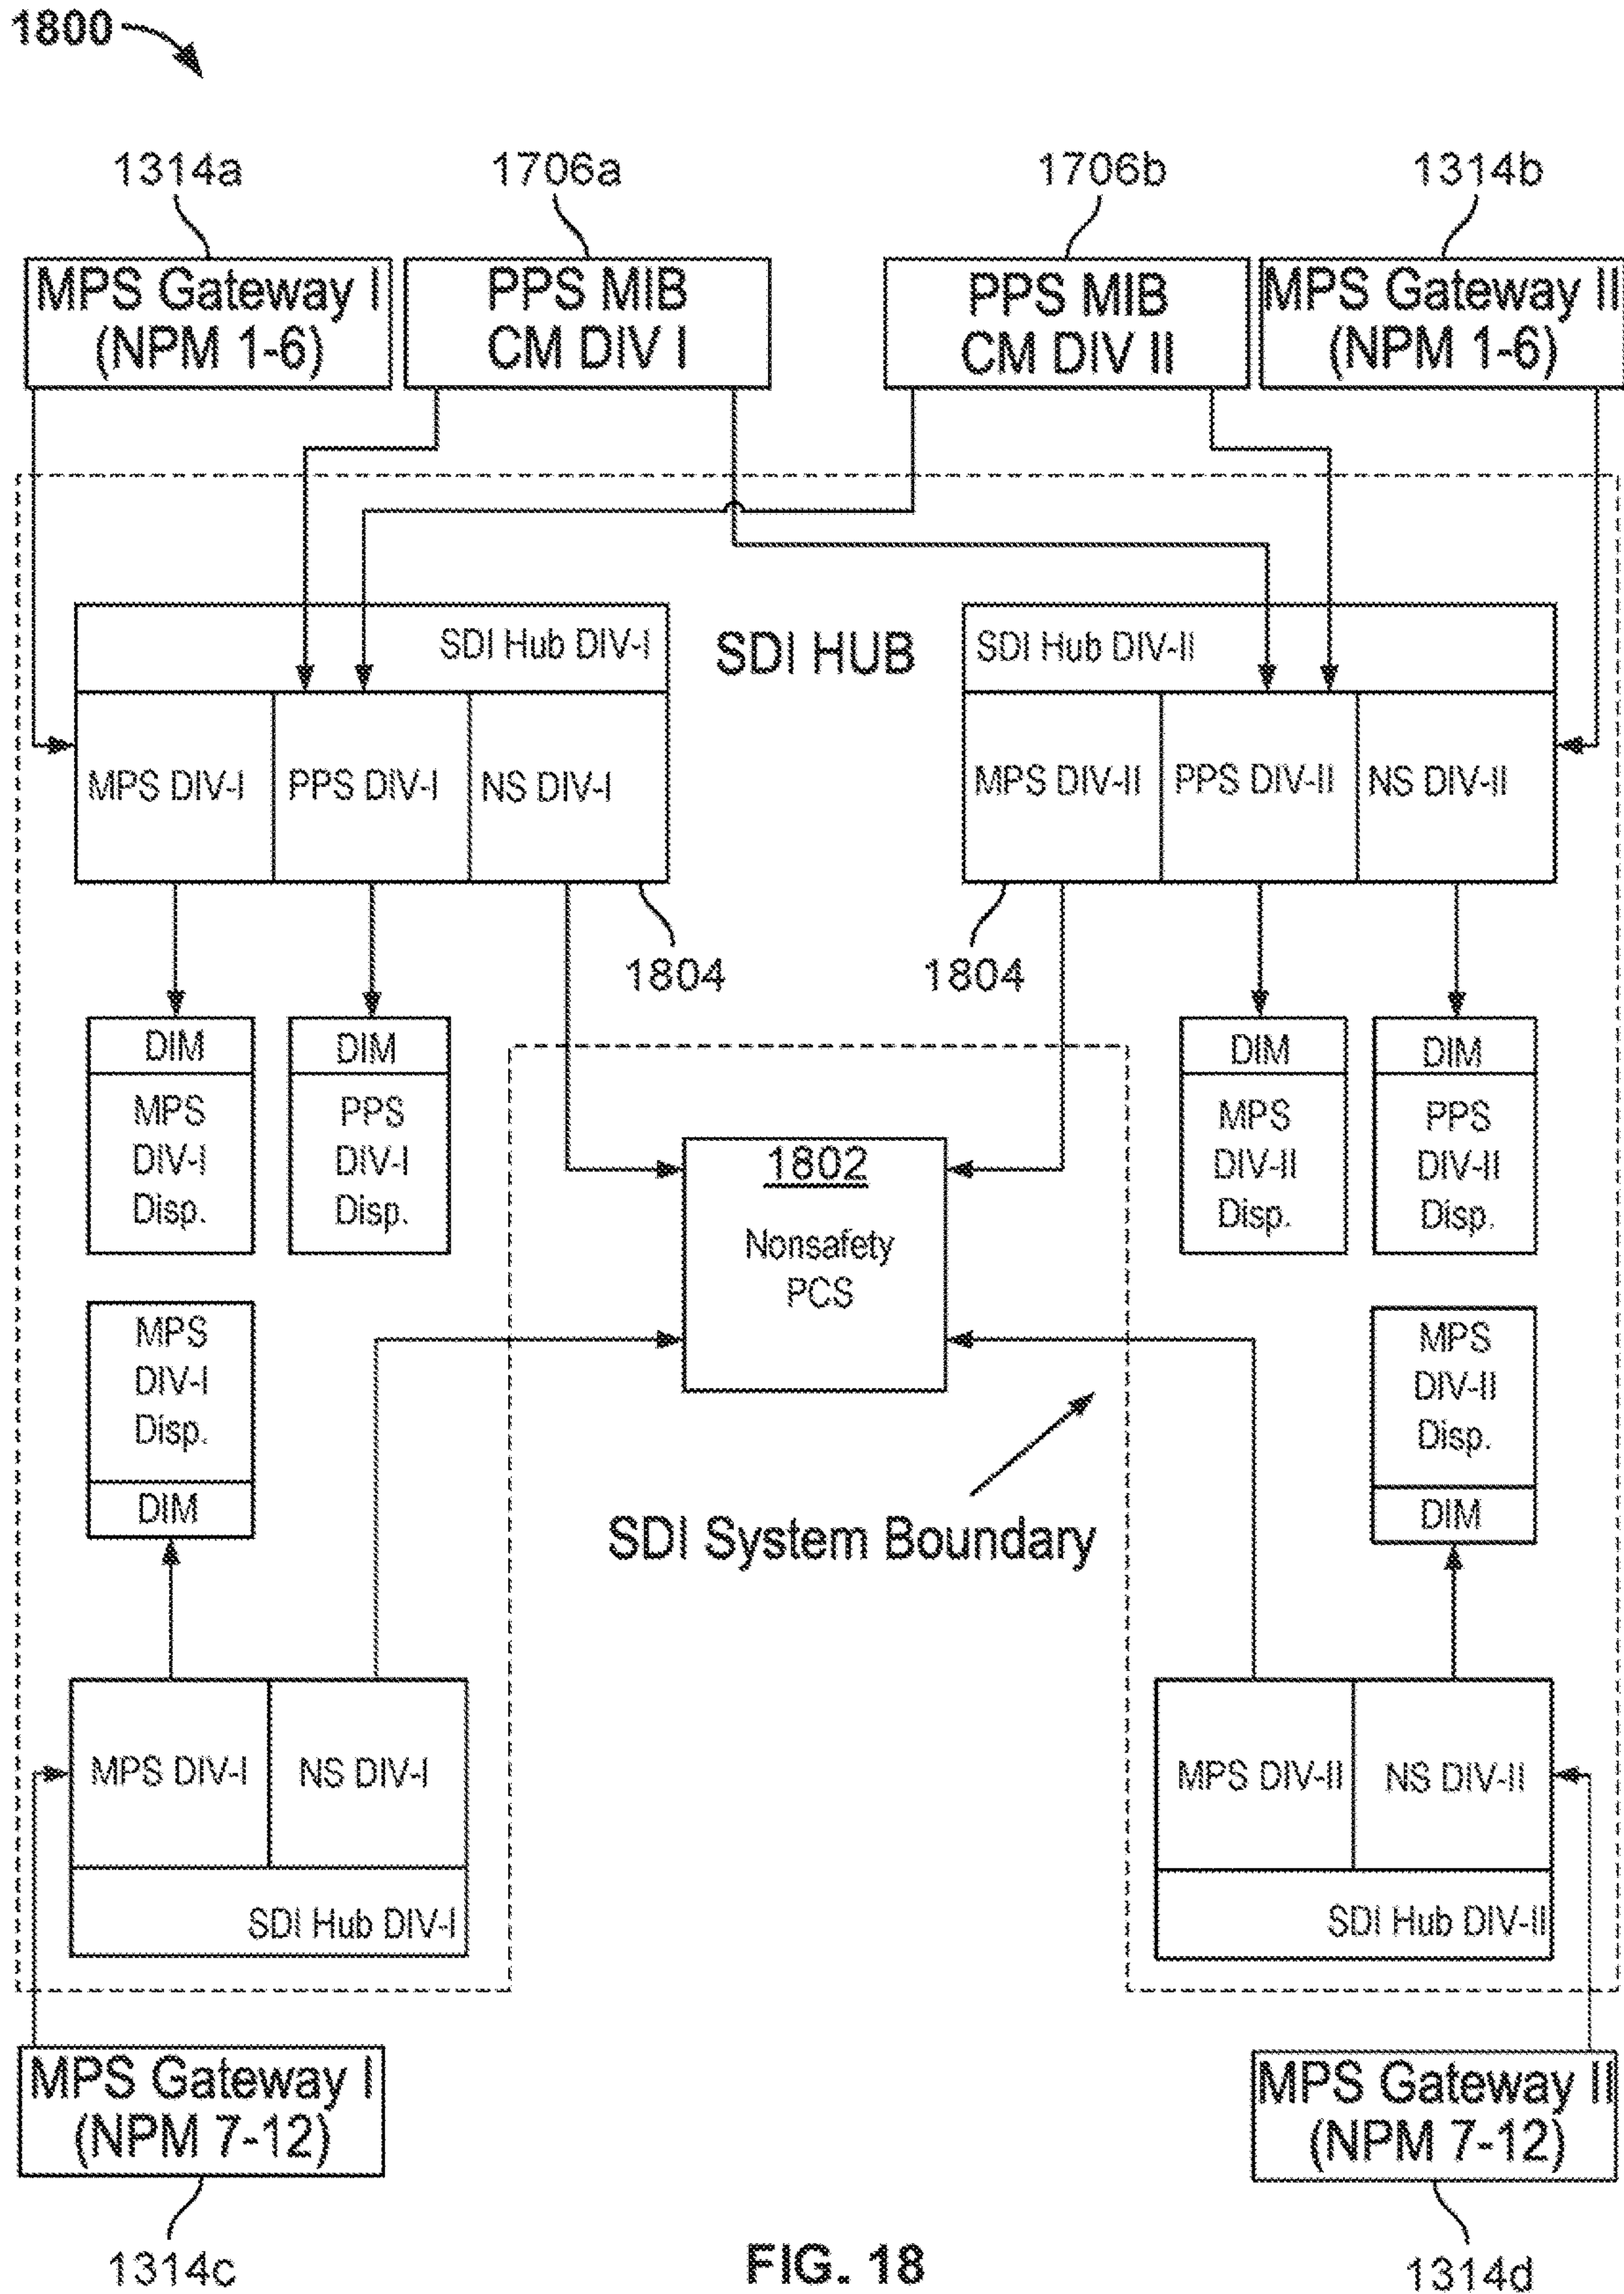 1800
1314a
1706a
1706b
1314b
MPS Gateway I
(NPM 1-6)
PPS MIB
CM DIV I
PPS MIB
CM DIV II
MPS Gateway II
(NPM 1-6)
SDI Hub DIV-I
SDI HUB
SDI Hub DIV-II
MPS DIV-I
PPS DIV-I
NS DIV-I
MPS DIV-II
PPS DIV-II
NS DIV-II
1804
1804
DIM
MPS
DIV-I
Disp.
DIM
PPS
DIV-I
Disp.
DIM
MPS
DIV-II
Disp.
DIM
PPS
DIV-II
Disp.
1802
Nonsafety
PCS
MPS
DIV-I
Disp.
DIM
MPS
DIV-II
Disp.
DIM
SDI System Boundary
MPS DIV-I
NS DIV-I
SDI Hub DIV-I
MPS DIV-II
NS DIV-II
SDI Hub DIV-II
MPS Gateway I
(NPM 7-12)
MPS Gateway II
(NPM 7-12)
1314c
FIG. 18
1314d